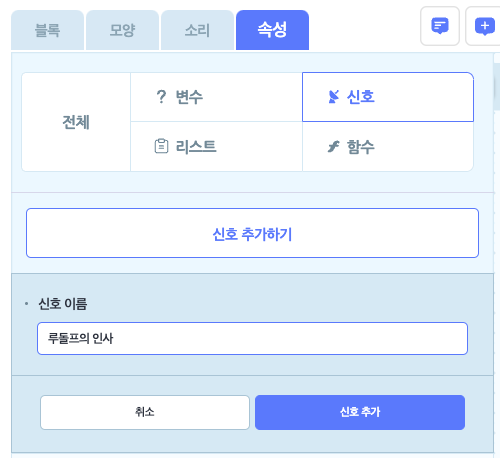 블록 모양 소리 속성
전체
? 변수
신호
리스트
함수
신호 추가하기
• 신호 이름
루돌프의 인사
취소 신호 추가